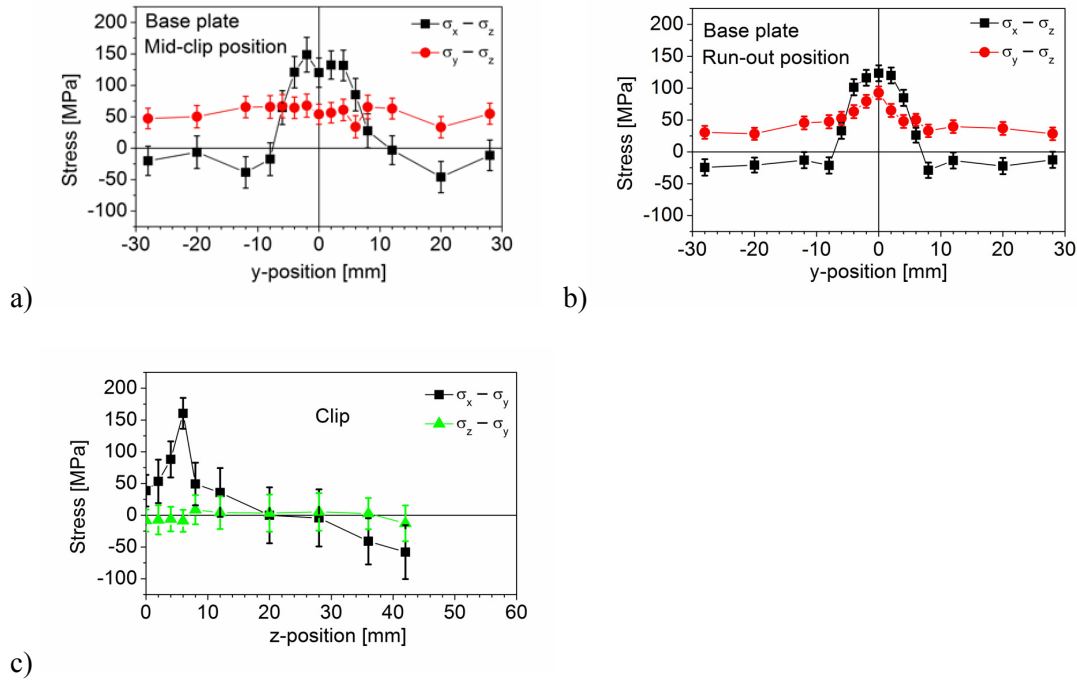 Base plate
Mid-clip position
σx – σz
σy – σz
Stress [MPa]
200
150
100
50
0
-50
-100
-30 -20 -10 0 10 20 30
y-position [mm]
a)
Base plate
Run-out position
σx – σz
σy – σz
Stress [MPa]
200
150
100
50
0
-50
-100
-30 -20 -10 0 10 20 30
y-position [mm]
b)
Clip
σx – σy
σz – σy
Stress [MPa]
200
150
100
50
0
-50
-100
0 10 20 30 40 50 60
z-position [mm]
c)